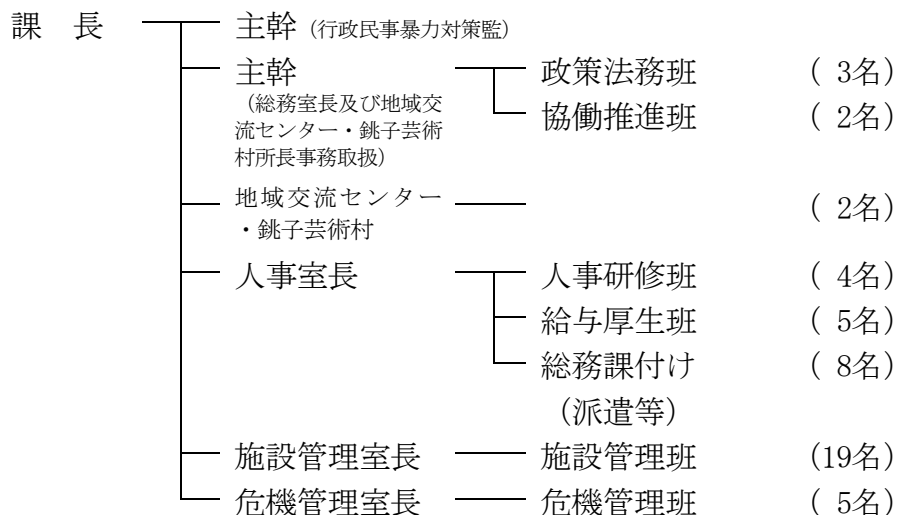 課　長　主幹（行政民事暴力対策監）
主幹　政策法務班　（ 3名）
（総務室長及び地域交
流センター・銚子芸術
村所長事務取扱）
協働推進班　（ 2名）
地域交流センター
・銚子芸術村
（ 2名）
人事室長　人事研修班　（ 4名）
給与厚生班　（ 5名）
総務課付け　（ 8名）
（派遣等）
施設管理室長　施設管理班　（19名）
危機管理室長　危機管理班　（ 5名）